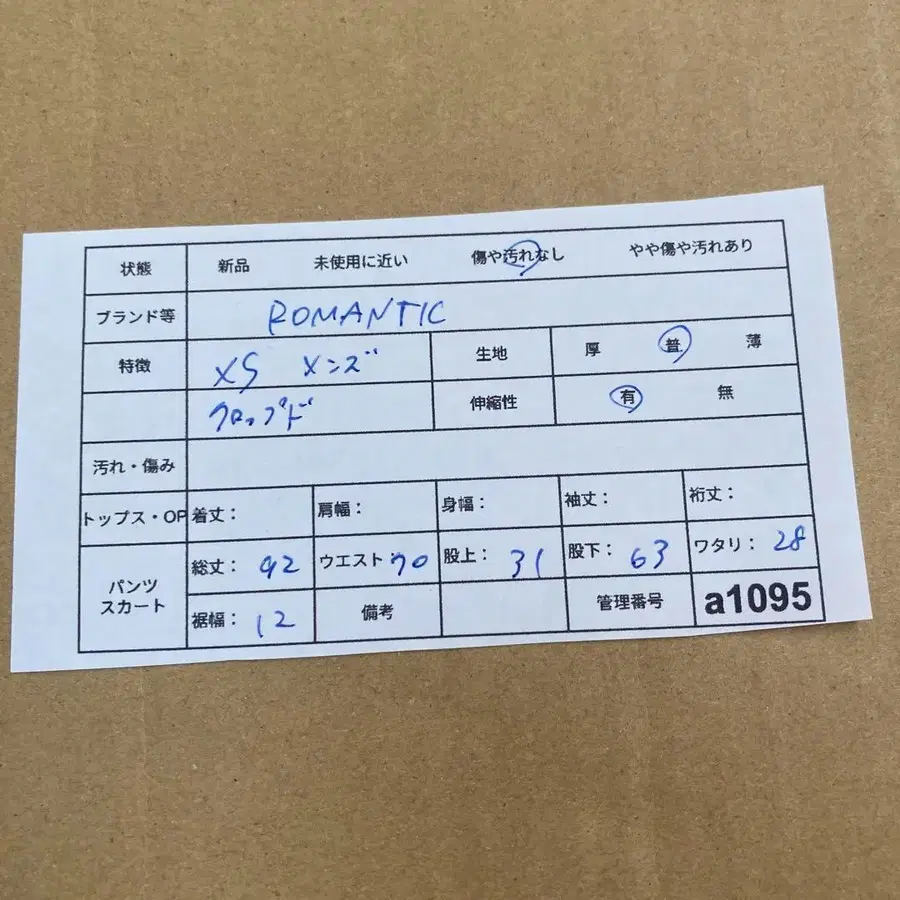 状態 新品 未使用に近い 傷や汚れなし やや傷や汚れあり
ブランド等 ROMANTIC
特徴 XS メンズ 生地 厚 普 薄
クロップド 伸縮性 有 無
汚れ・傷み
トップス・OP 着丈: 肩幅: 身幅: 袖丈: 裄丈:
パンツ スカート 総丈: 92 ウエスト: 70 股上: 31 股下: 63 ワタリ: 28
裾幅: 12 備考 管理番号 a1095